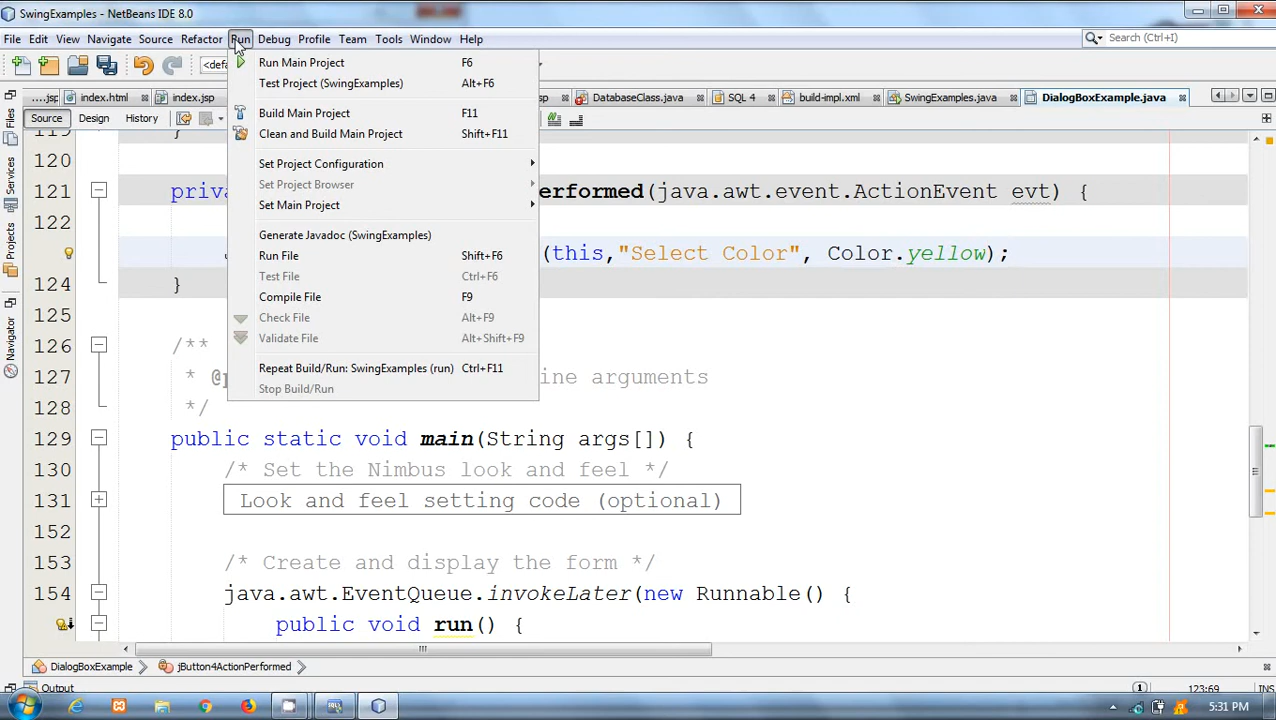 SwingExamples - NetBeans IDE 8.0
File Edit View Navigate Source Refactor Run Debug Profile Team Tools Window Help
Search (Ctrl+I)
...jsp index.html index.jsp DatabaseClass.java SQL 4 build-impl.xml SwingExamples.java DialogBoxExample.java
Source Design History
Run Main Project F6
Test Project (SwingExamples) Alt+F6
Build Main Project F11
Clean and Build Main Project Shift+F11
Set Project Configuration
Set Project Browser
Set Main Project
Generate Javadoc (SwingExamples)
Run File Shift+F6
Test File Ctrl+F6
Compile File F9
Check File Alt+F9
Validate File Alt+Shift+F9
Repeat Build/Run: SwingExamples (run) Ctrl+F11
Stop Build/Run
Files
Services
Projects
Navigator
120
121 erformed(java.awt.event.ActionEvent evt) {
122
(this,"Select Color", Color.yellow);
124 }
125
126 /**
127 * ine arguments
128 */
129 public static void main(String args[]) {
130 /* Set the Nimbus look and feel */
131 Look and feel setting code (optional)
152
153 /* Create and display the form */
154 java.awt.EventQueue.invokeLater(new Runnable() {
public void run() {
DialogBoxExample jButton4ActionPerformed
Output 1 123:69 INS
5:31 PM